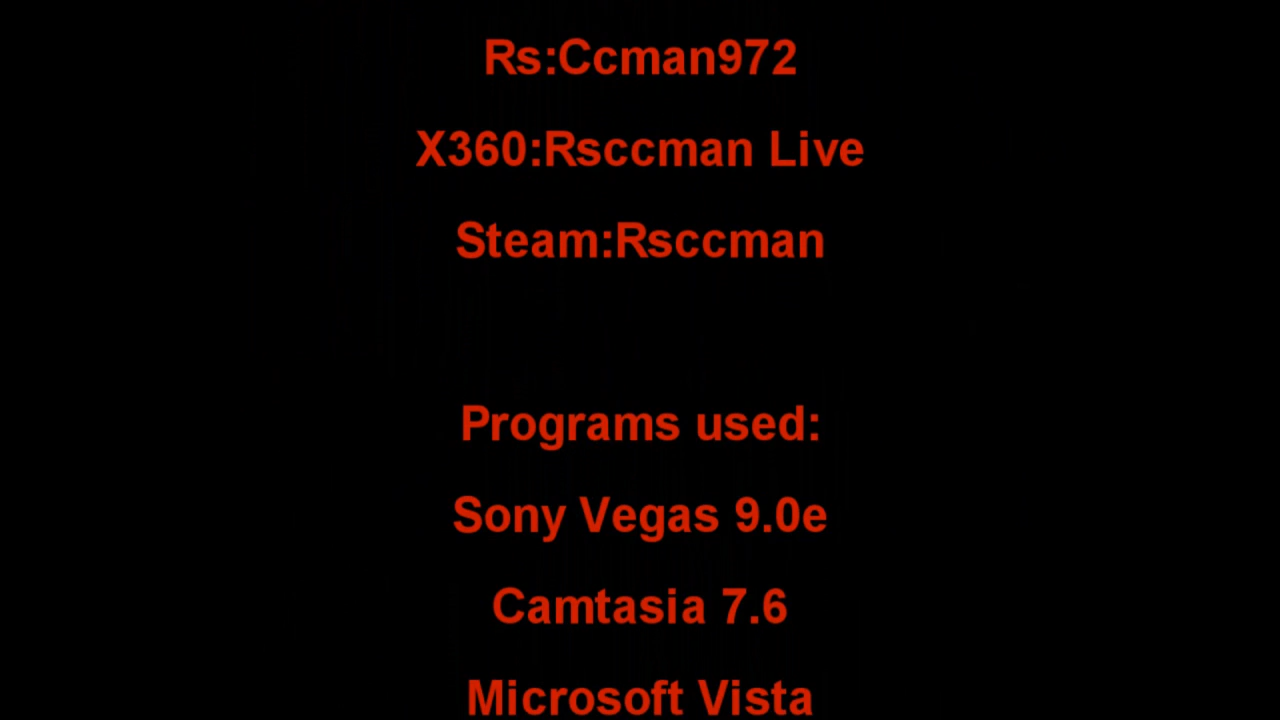 Rs:Ccman972
X360:Rsccman Live
Steam:Rsccman
Programs used:
Sony Vegas 9.0e
Camtasia 7.6
Microsoft Vista